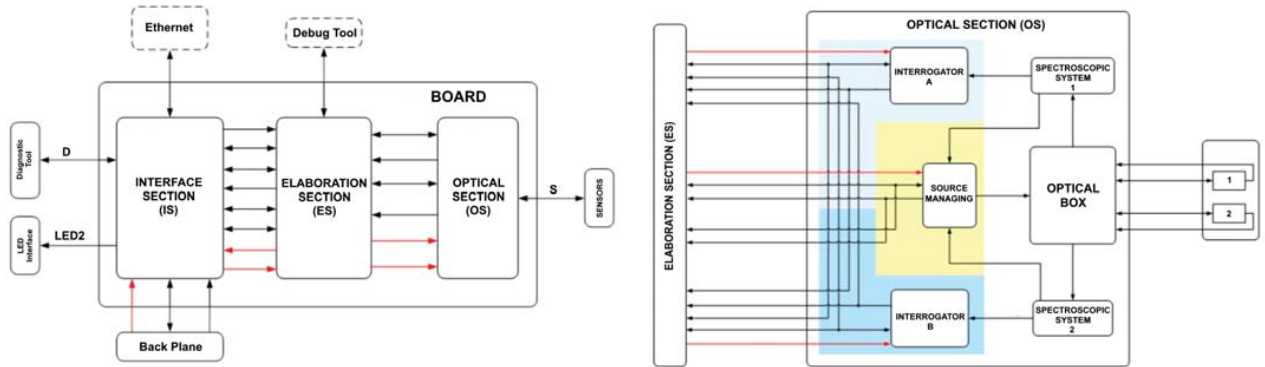 Ethernet
Debug Tool
BOARD
Diagnostic
Tool
D
INTERFACE
SECTION
(IS)
ELABORATION
SECTION
(ES)
OPTICAL
SECTION
(OS)
S
SENSORS
LED
Interface
LED2
Back Plane
OPTICAL SECTION (OS)
ELABORATION SECTION (ES)
INTERROGATOR
A
SPECTROSCOPIC
SYSTEM
1
SOURCE
MANAGING
OPTICAL
BOX
1
2
INTERROGATOR
B
SPECTROSCOPIC
SYSTEM
2